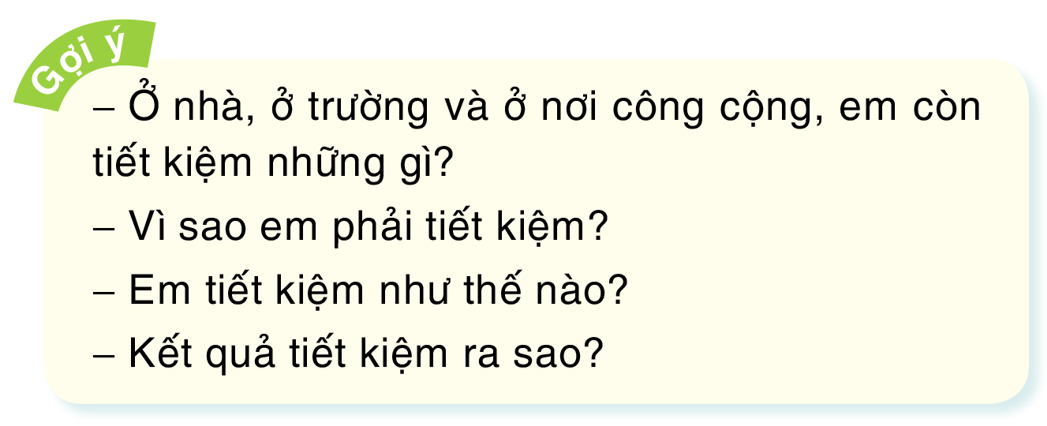 Gợi ý
– Ở nhà, ở trường và ở nơi công cộng, em còn
tiết kiệm những gì?
– Vì sao em phải tiết kiệm?
– Em tiết kiệm như thế nào?
– Kết quả tiết kiệm ra sao?